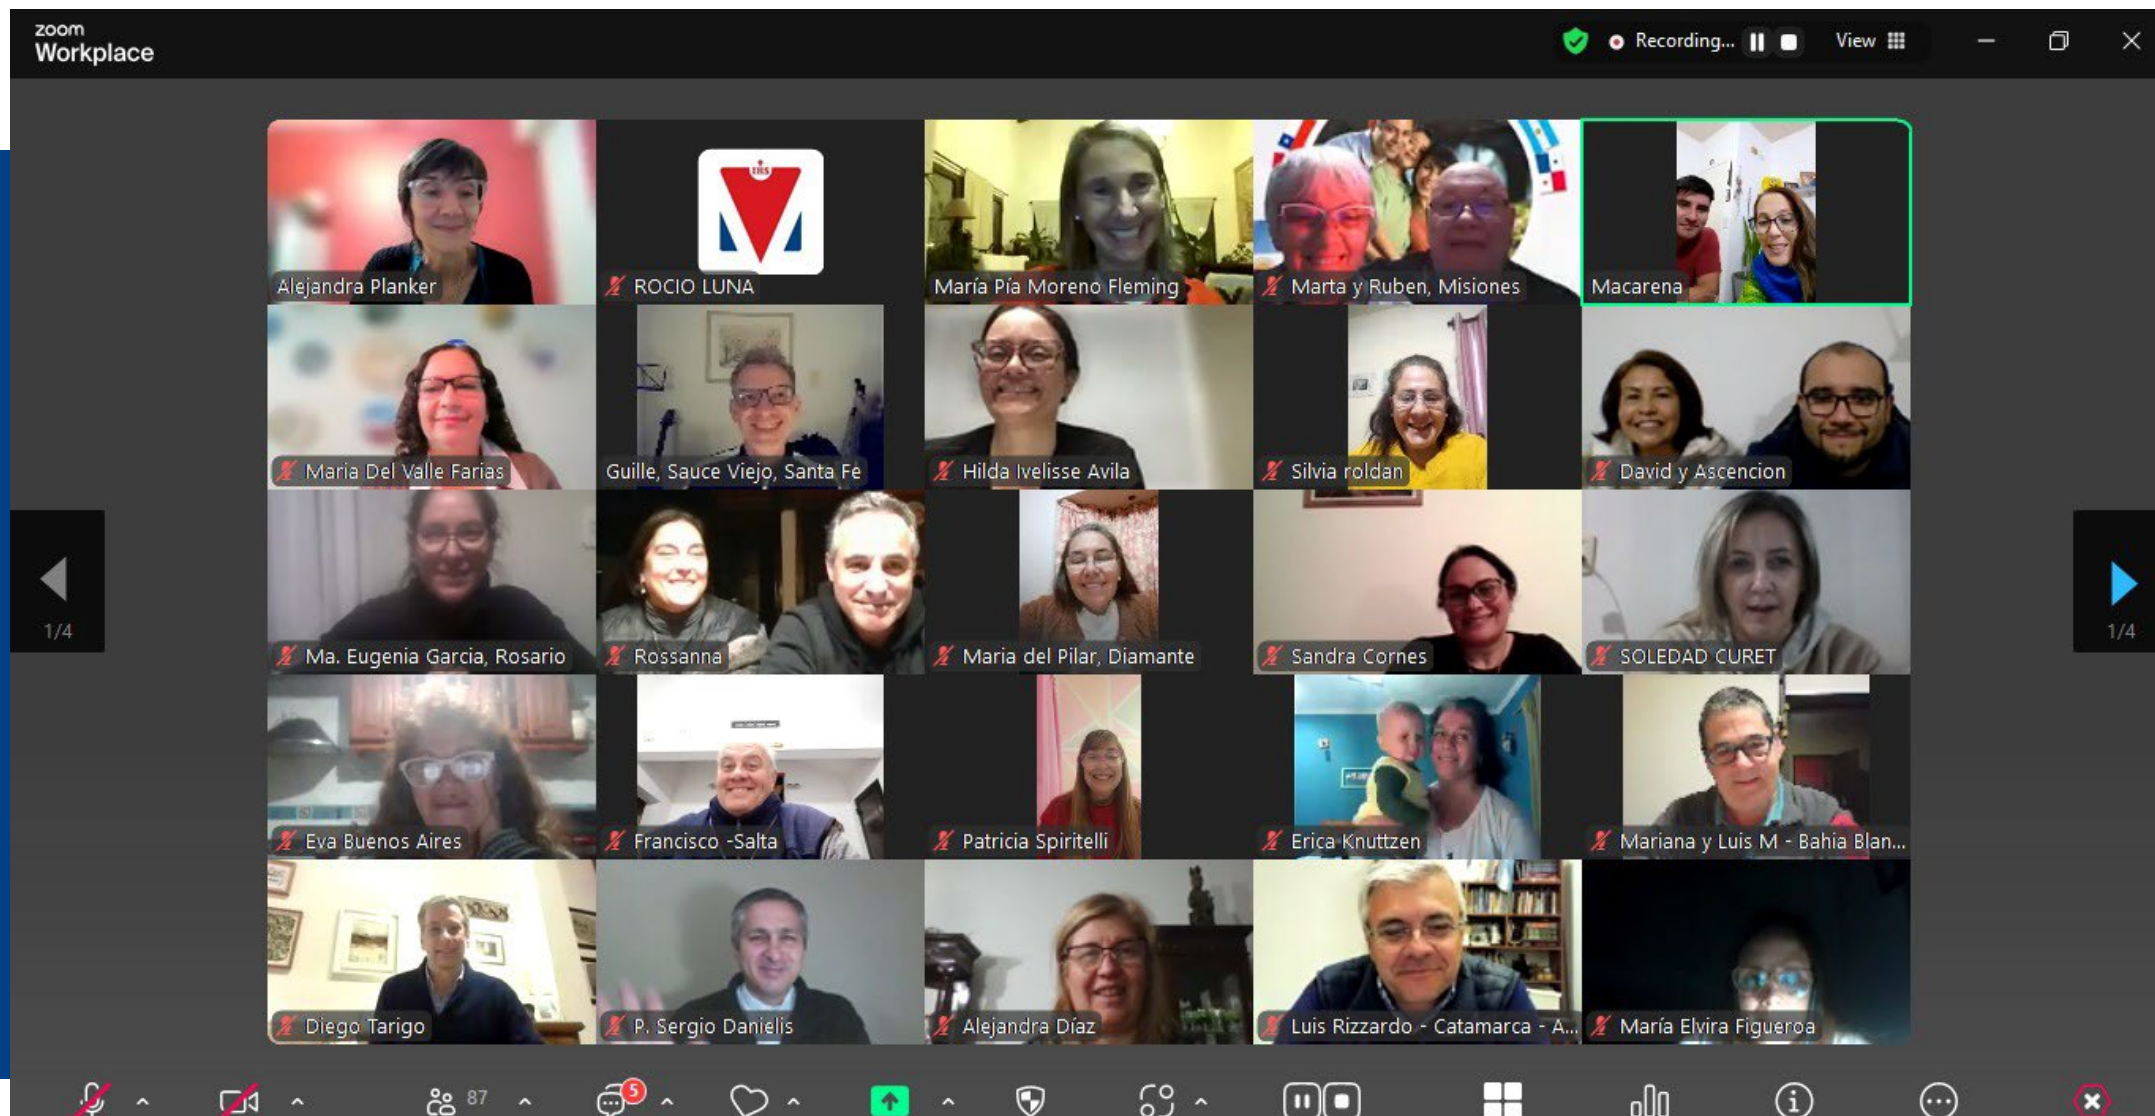 zoom
Workplace
Recording...
View
Alejandra Planker
IHS
ROCIO LUNA
María Pía Moreno Fleming
Marta y Ruben, Misiones
Macarena
Maria Del Valle Farias
Guille, Sauce Viejo, Santa Fe
Hilda Ivelisse Avila
Silvia roldan
David y Ascencion
Ma. Eugenia Garcia, Rosario
Rossanna
Maria del Pilar, Diamante
Sandra Cornes
SOLEDAD CURET
1/4
1/4
Eva Buenos Aires
Francisco -Salta
Patricia Spiritelli
Erica Knuttzen
Mariana y Luis M - Bahia Blan...
Diego Tarigo
P. Sergio Danielis
Alejandra Díaz
Luis Rizzardo - Catamarca - A...
María Elvira Figueroa
87
5